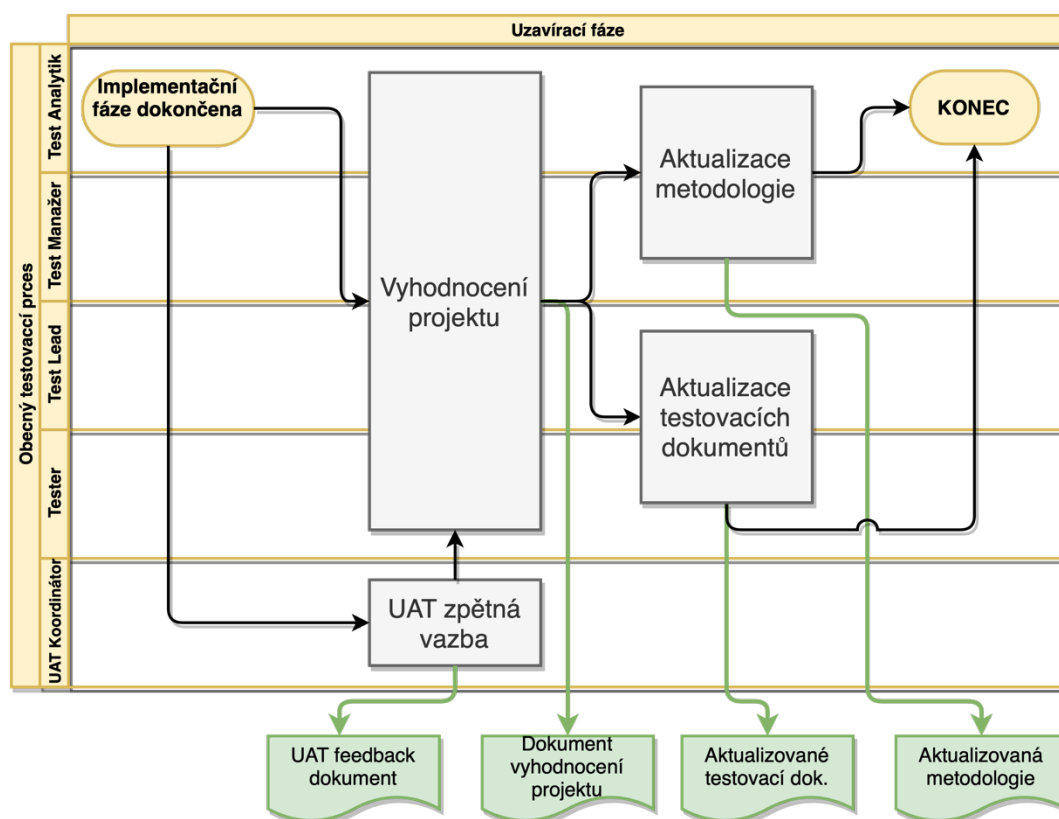 Uzavírací fáze
Obecný testovaccí prces
Test Analytik
Test Manažer
Test Lead
Tester
UAT Koordinátor
Implementační
fáze dokončena
Vyhodnocení
projektu
Aktualizace
metodologie
KONEC
Aktualizace
testovacích
dokumentů
UAT zpětná
vazba
UAT feedback
dokument
Dokument
vyhodnocení
projektu
Aktualizované
testovací dok.
Aktualizovaná
metodologie